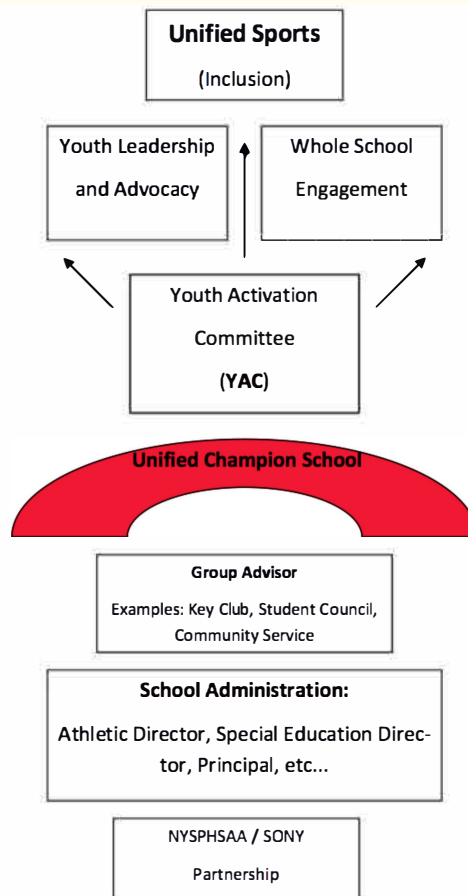 Unified Sports
(Inclusion)
Youth Leadership
and Advocacy
Whole School
Engagement
Youth Activation
Committee
(YAC)
Unified Champion School
Group Advisor
Examples: Key Club, Student Council,
Community Service
School Administration:
Athletic Director, Special Education Direc-
tor, Principal, etc...
NYSPHSAA / SONY
Partnership